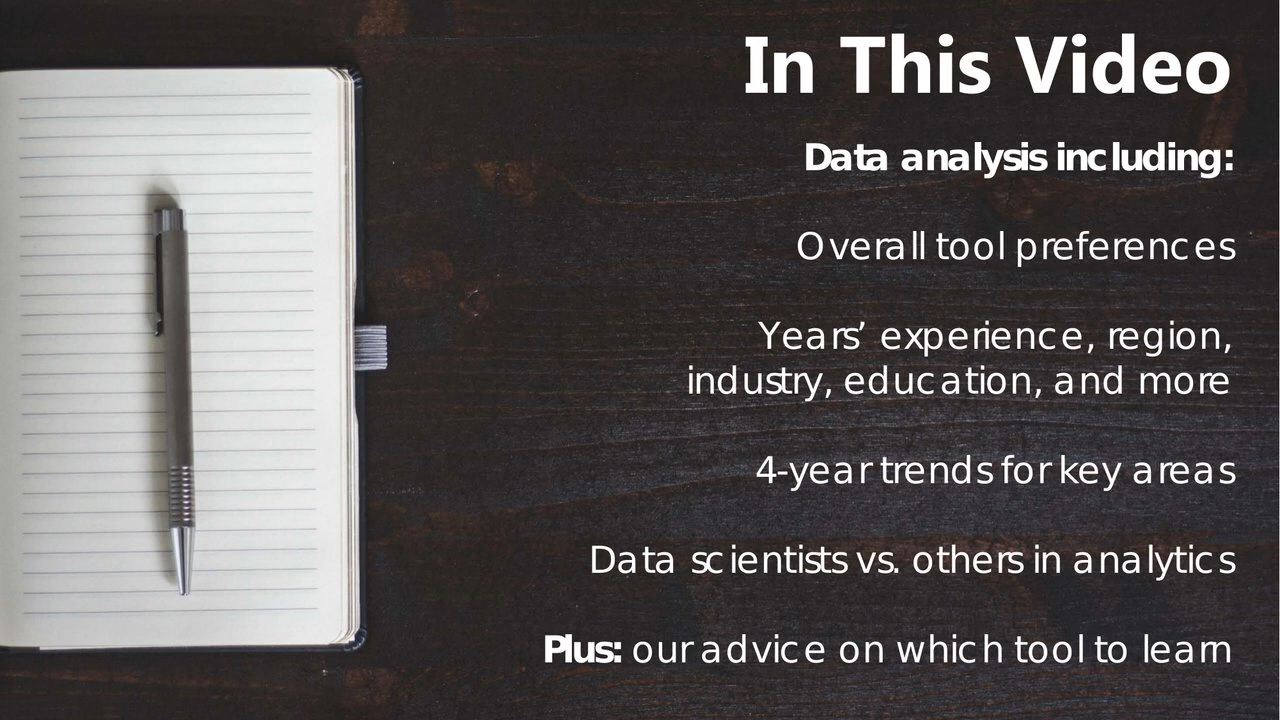 In This Video
Data analysis including:
Overall tool preferences
Years’ experience, region,
industry, education, and more
4-year trends for key areas
Data scientists vs. others in analytics
Plus: our advice on which tool to learn